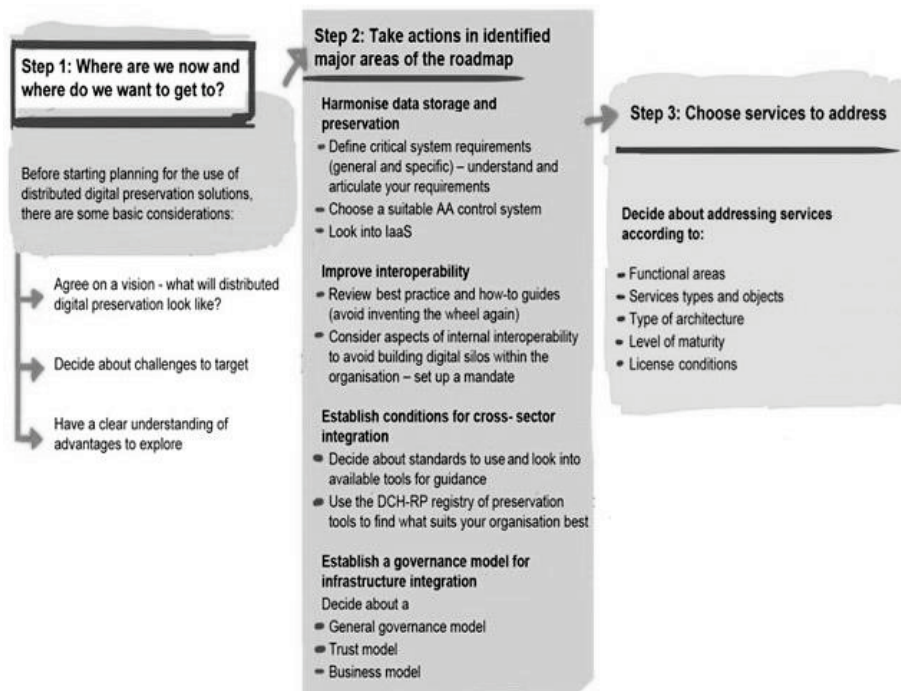 Step 1: Where are we now and
where do we want to get to?
Before starting planning for the use of
distributed digital preservation solutions,
there are some basic considerations:
Agree on a vision - what will distributed
digital preservation look like?
Decide about challenges to target
Have a clear understanding of
advantages to explore
Step 2: Take actions in identified
major areas of the roadmap
Harmonise data storage and
preservation
Define critical system requirements
(general and specific) – understand and
articulate your requirements
Choose a suitable AA control system
Look into IaaS
Improve interoperability
Review best practice and how-to guides
(avoid inventing the wheel again)
Consider aspects of internal interoperability
to avoid building digital silos within the
organisation – set up a mandate
Establish conditions for cross- sector
integration
Decide about standards to use and look into
available tools for guidance
Use the DCH-RP registry of preservation
tools to find what suits your organisation best
Establish a governance model for
infrastructure integration
Decide about a
General governance model
Trust model
Business model
Step 3: Choose services to address
Decide about addressing services
according to:
Functional areas
Services types and objects
Type of architecture
Level of maturity
License conditions